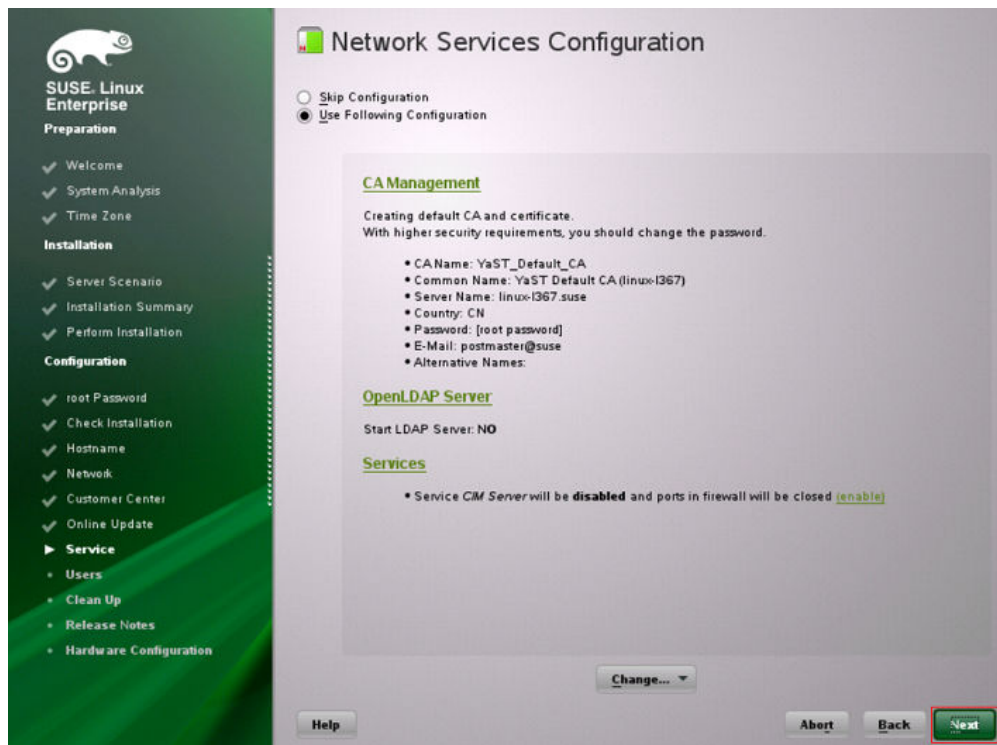 SUSE. Linux
Enterprise
Preparation
Welcome
System Analysis
Time Zone
Installation
Server Scenario
Installation Summary
Perform Installation
Configuration
root Password
Check Installation
Hostname
Network
Customer Center
Online Update
Service
Users
Clean Up
Release Notes
Hardware Configuration
Network Services Configuration
Skip Configuration
Use Following Configuration
CA Management
Creating default CA and certificate.
With higher security requirements, you should change the password.
• CA Name: YaST_Default_CA
• Common Name: YaST Default CA (linux-l367)
• Server Name: linux-l367.suse
• Country: CN
• Password: [root password]
• E-Mail: postmaster@suse
• Alternative Names:
OpenLDAP Server
Start LDAP Server: NO
Services
• Service CIM Server will be disabled and ports in firewall will be closed (enable)
Change...
Help
Abort
Back
Next